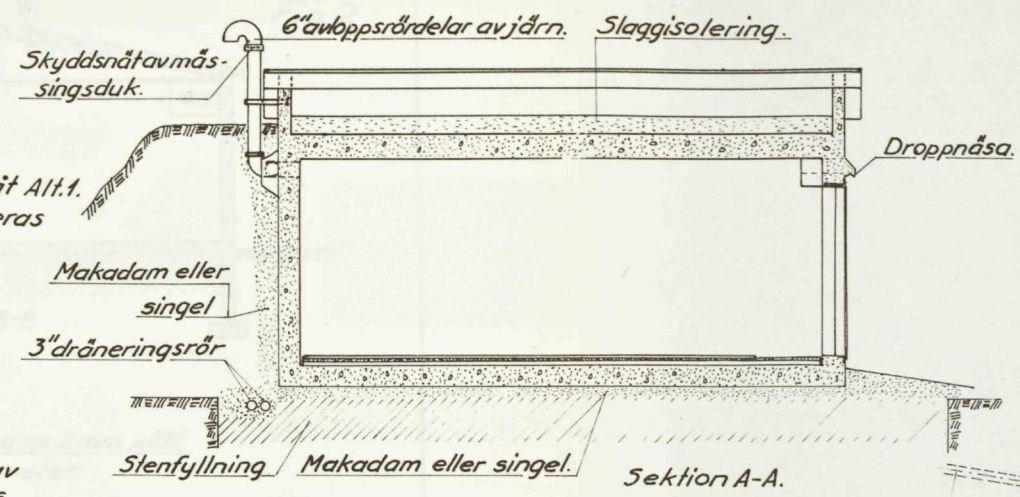 6"avloppsrördelar av järn.
Slaggisolering.
Skyddsnät av mäs-
singsduk.
Droppnäsa.
Alt.1.
Makadam eller
singel
3"dräneringsrör
Stenfyllning
Makadam eller singel.
Sektion A-A.